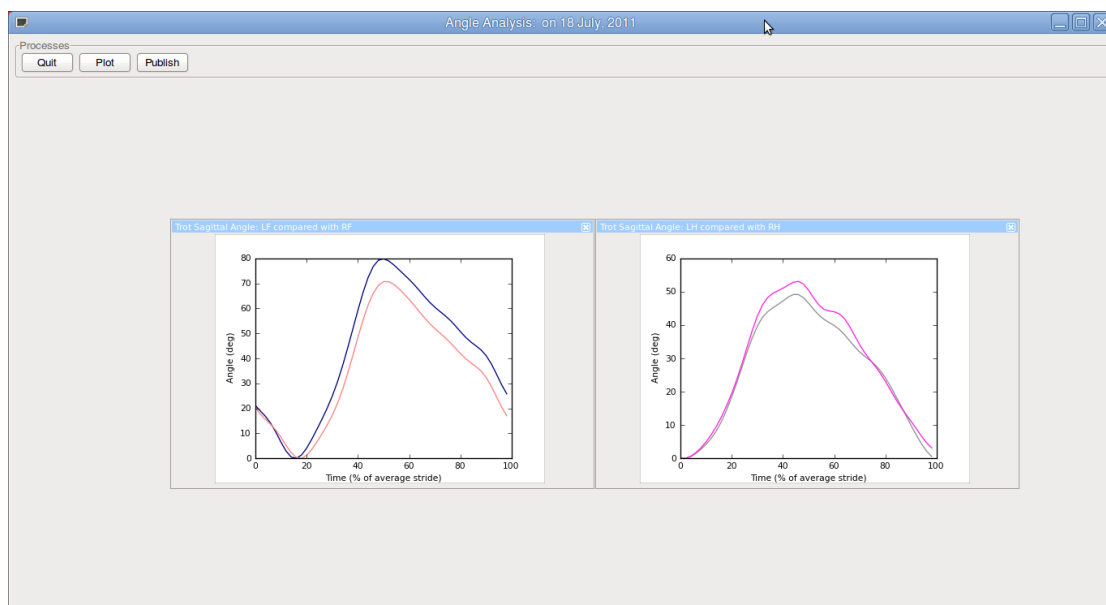 Angle Analysis:  on 18 July, 2011
Processes
Quit Plot Publish
Trot Sagittal Angle: LF compared with RF
80
70
60
50
40
30
20
10
0
Angle (deg)
0 20 40 60 80 100
Time (% of average stride)
Trot Sagittal Angle: LH compared with RH
60
50
40
30
20
10
0
Angle (deg)
0 20 40 60 80 100
Time (% of average stride)